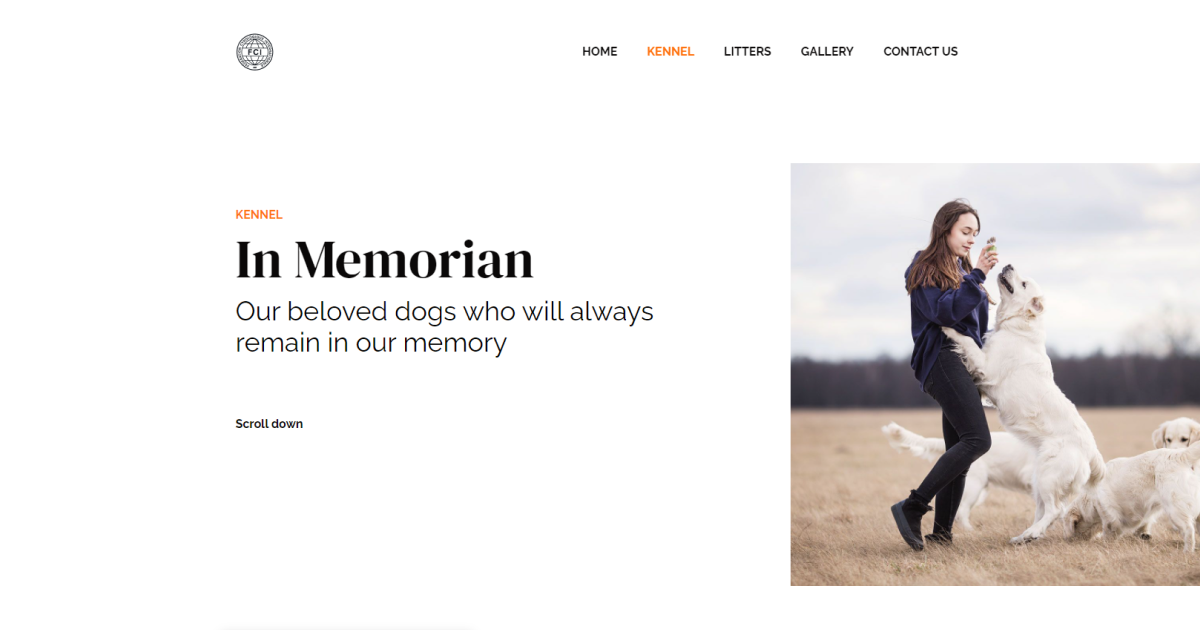 FCI
HOME
KENNEL
LITTERS
GALLERY
CONTACT US
KENNEL
In Memorian
Our beloved dogs who will always
remain in our memory
Scroll down